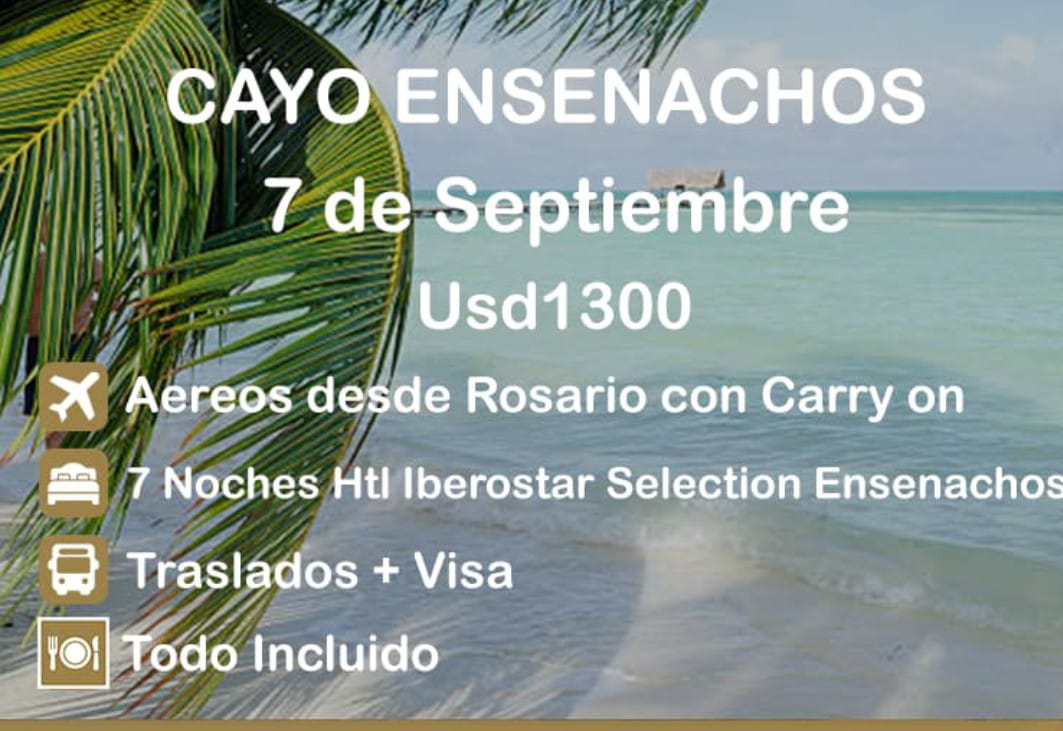 CAYO ENSENACHOS
7 de Septiembre
Usd1300
Aereos desde Rosario con Carry on
7 Noches Htl Iberostar Selection Ensenachos
Traslados + Visa
Todo Incluido